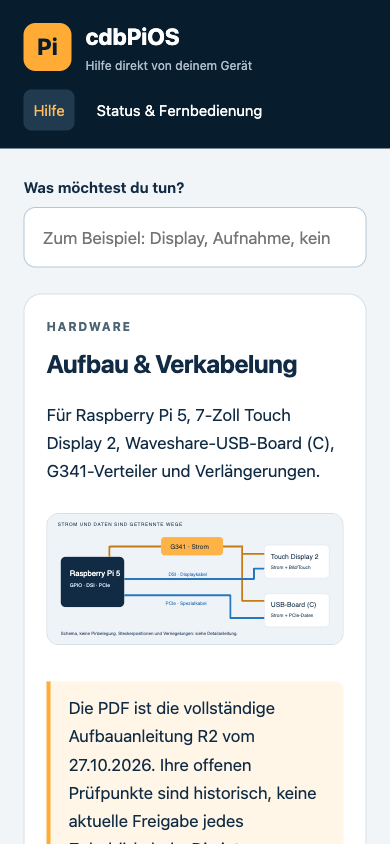 Pi
cdbPiOS
Hilfe direkt von deinem Gerät
Hilfe
Status & Fernbedienung
Was möchtest du tun?
Zum Beispiel: Display, Aufnahme, kein
HARDWARE
Aufbau & Verkabelung
Für Raspberry Pi 5, 7-Zoll Touch
Display 2, Waveshare-USB-Board (C),
G341-Verteiler und Verlängerungen.
STROM UND DATEN SIND GETRENNTE WEGE
G341 · Strom
Raspberry Pi 5
GPIO · DSI · PCIe
Touch Display 2
Strom + Bild/Touch
DSI · Displaykabel
PCIe · Spezialkabel
USB-Board (C)
Strom + PCIe-Daten
Schema, keine Pinbelegung. Steckerpositionen und Verriegelungen: siehe Detailanleitung.
Die PDF ist die vollständige
Aufbauanleitung R2 vom
27.10.2026. Ihre offenen
Prüfpunkte sind historisch, keine
aktuelle Freigabe jedes